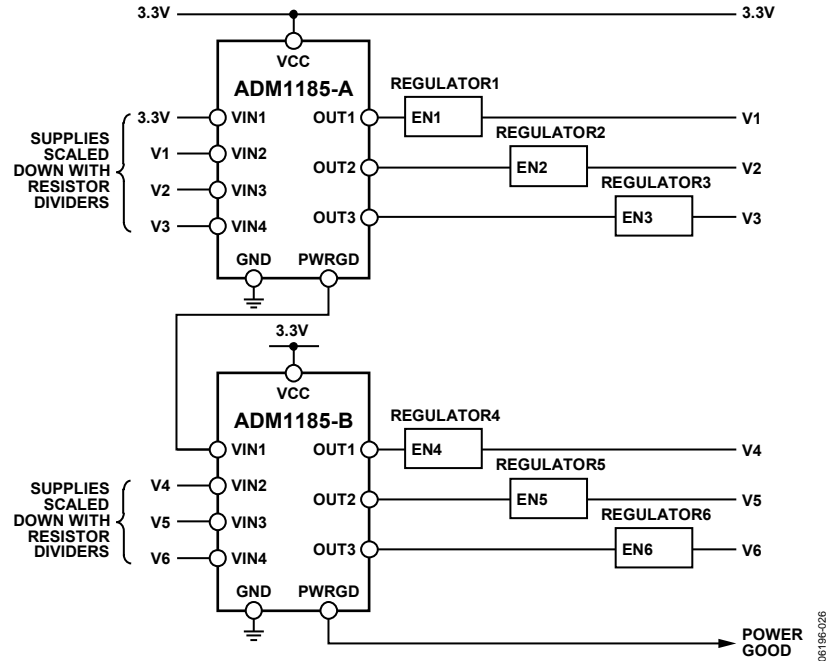 3.3V
3.3V
VCC
ADM1185-A
REGULATOR1
3.3V
VIN1
OUT1
EN1
V1
SUPPLIES
SCALED
DOWN WITH
RESISTOR
DIVIDERS
REGULATOR2
V1
VIN2
OUT2
EN2
V2
REGULATOR3
V2
VIN3
OUT3
EN3
V3
V3
VIN4
GND
PWRGD
3.3V
VCC
ADM1185-B
REGULATOR4
VIN1
OUT1
EN4
V4
SUPPLIES
SCALED
DOWN WITH
RESISTOR
DIVIDERS
REGULATOR5
V4
VIN2
OUT2
EN5
V5
REGULATOR6
V5
VIN3
OUT3
EN6
V6
V6
VIN4
GND
PWRGD
POWER
GOOD
06196-026